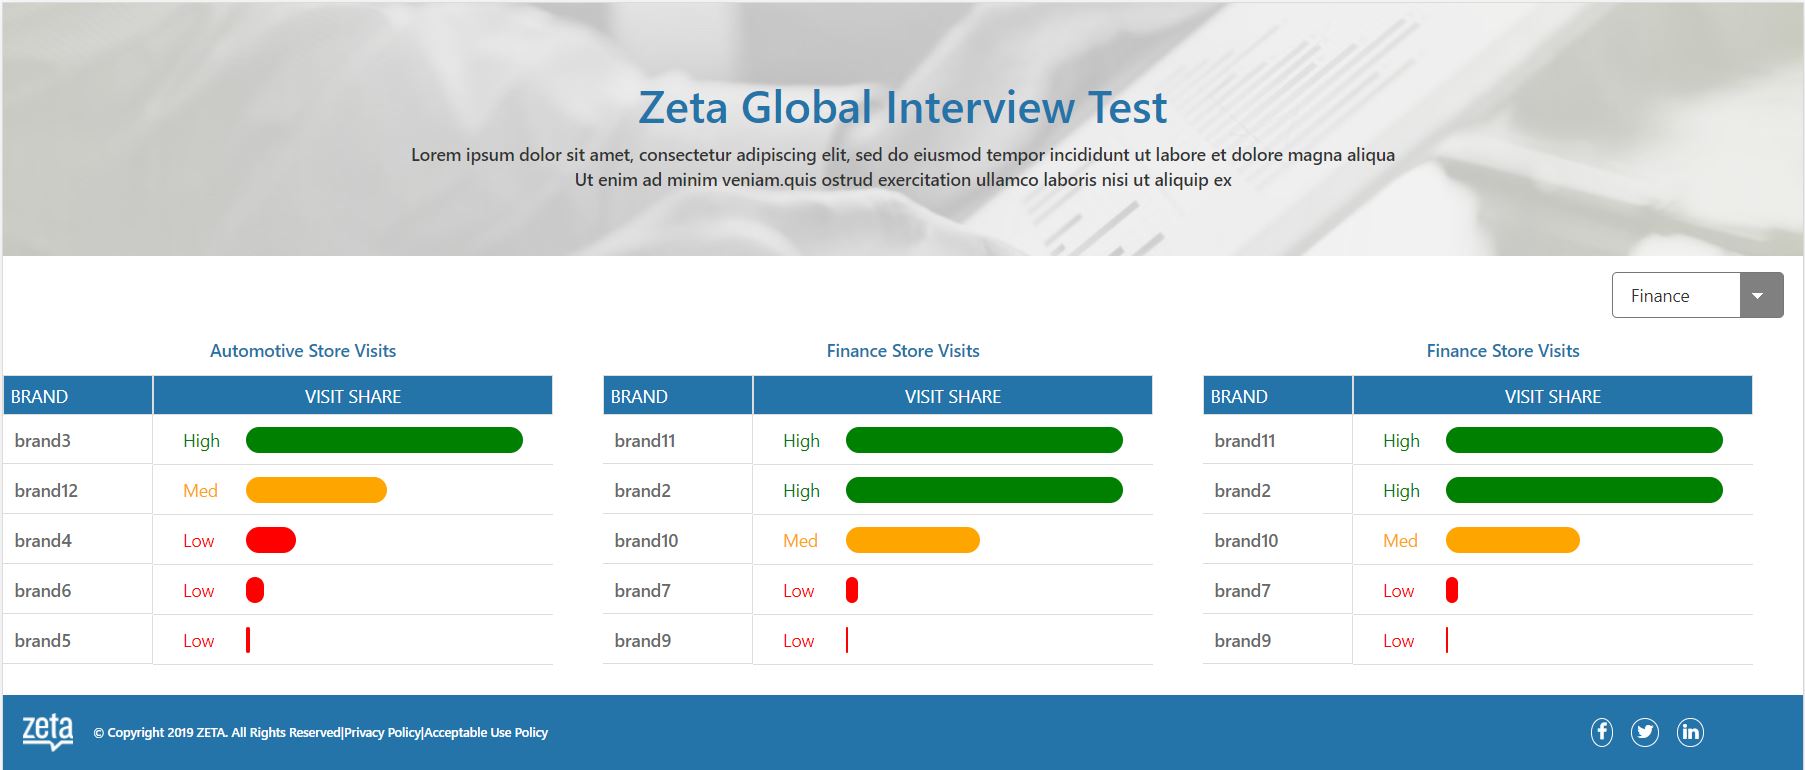 Zeta Global Interview Test
Lorem ipsum dolor sit amet, consectetur adipiscing elit, sed do eiusmod tempor incididunt ut labore et dolore magna aliqua
Ut enim ad minim veniam.quis ostrud exercitation ullamco laboris nisi ut aliquip ex
Finance
Automotive Store Visits
BRAND VISIT SHARE
brand3 High
brand12 Med
brand4 Low
brand6 Low
brand5 Low
Finance Store Visits
BRAND VISIT SHARE
brand11 High
brand2 High
brand10 Med
brand7 Low
brand9 Low
Finance Store Visits
BRAND VISIT SHARE
brand11 High
brand2 High
brand10 Med
brand7 Low
brand9 Low
zeta
© Copyright 2019 ZETA. All Rights Reserved|Privacy Policy|Acceptable Use Policy
f
in